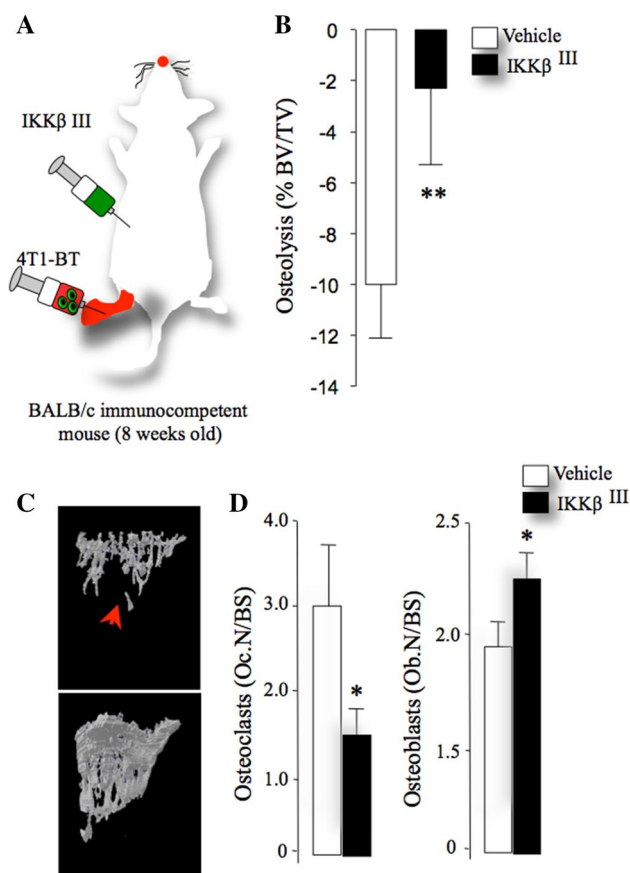 A
IKKβ III
4T1-BT
BALB/c immunocompetent
mouse (8 weeks old)
B
Vehicle
IKKβ III
Osteolysis (% BV/TV)
0
-2
-4
-6
-8
-10
-12
-14
**
C
D
Vehicle
IKKβ III
Osteoclasts (Oc.N/BS)
4.0
3.0
2.0
1.0
0
*
Osteoblasts (Ob.N/BS)
2.5
2.0
1.5
0
*